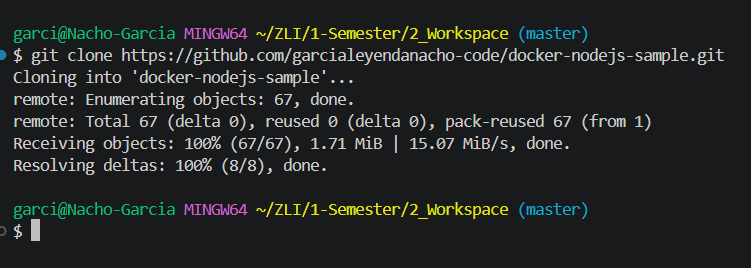 garci@Nacho-Garcia MINGW64 ~/ZLI/1-Semester/2_Workspace (master)
$ git clone https://github.com/garcialeyendanacho-code/docker-nodejs-sample.git
Cloning into 'docker-nodejs-sample'...
remote: Enumerating objects: 67, done.
remote: Total 67 (delta 0), reused 0 (delta 0), pack-reused 67 (from 1)
Receiving objects: 100% (67/67), 1.71 MiB | 15.07 MiB/s, done.
Resolving deltas: 100% (8/8), done.
garci@Nacho-Garcia MINGW64 ~/ZLI/1-Semester/2_Workspace (master)
$